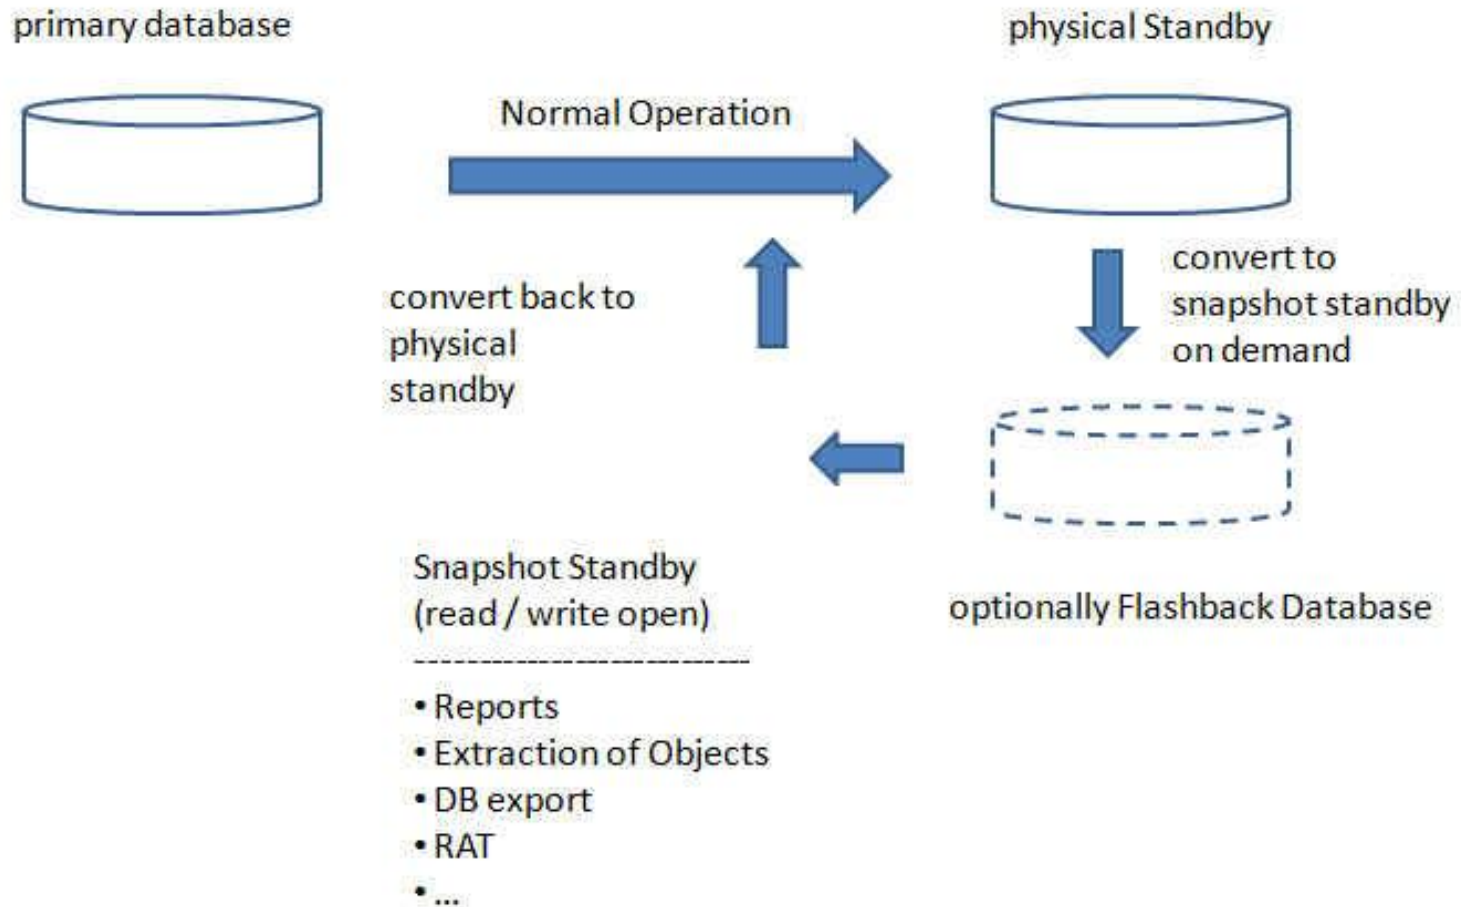 primary database
physical Standby
Normal Operation
convert to
snapshot standby
on demand
convert back to
physical
standby
Snapshot Standby
(read / write open)
--------------------------
optionally Flashback Database
• Reports
• Extraction of Objects
• DB export
• RAT
• ...